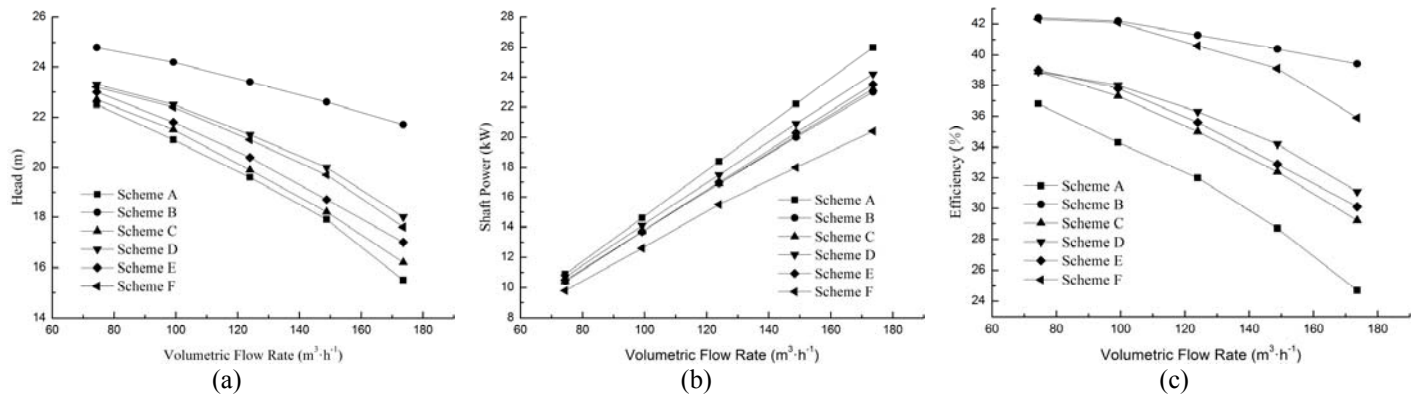 26
24
22
20
18
16
14
Head (m)
Scheme A
Scheme B
Scheme C
Scheme D
Scheme E
Scheme F
60 80 100 120 140 160 180
Volumetric Flow Rate (m³·h⁻¹)
(a)
28
26
24
22
20
18
16
14
12
10
8
Shaft Power (kW)
Scheme A
Scheme B
Scheme C
Scheme D
Scheme E
Scheme F
60 80 100 120 140 160 180
Volumetric Flow Rate (m³·h⁻¹)
(b)
42
40
38
36
34
32
30
28
26
24
Efficiency (%)
Scheme A
Scheme B
Scheme C
Scheme D
Scheme E
Scheme F
60 80 100 120 140 160 180
Volumetric Flow Rate (m³·h⁻¹)
(c)